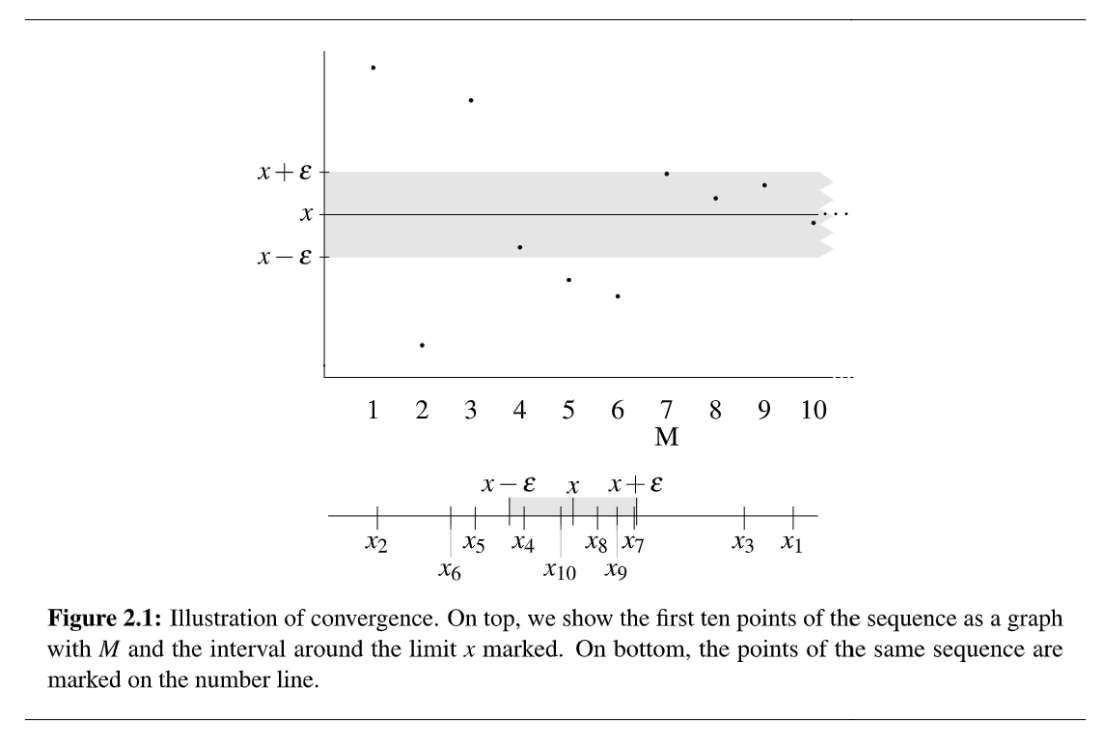 x+ε
x
x−ε
1 2 3 4 5 6 7 8 9 10
M
x−ε x x+ε
x₂ x₅ x₄ x₈ x₇ x₃ x₁
x₆ x₁₀ x₉
Figure 2.1: Illustration of convergence. On top, we show the first ten points of the sequence as a graph
with M and the interval around the limit x marked. On bottom, the points of the same sequence are
marked on the number line.